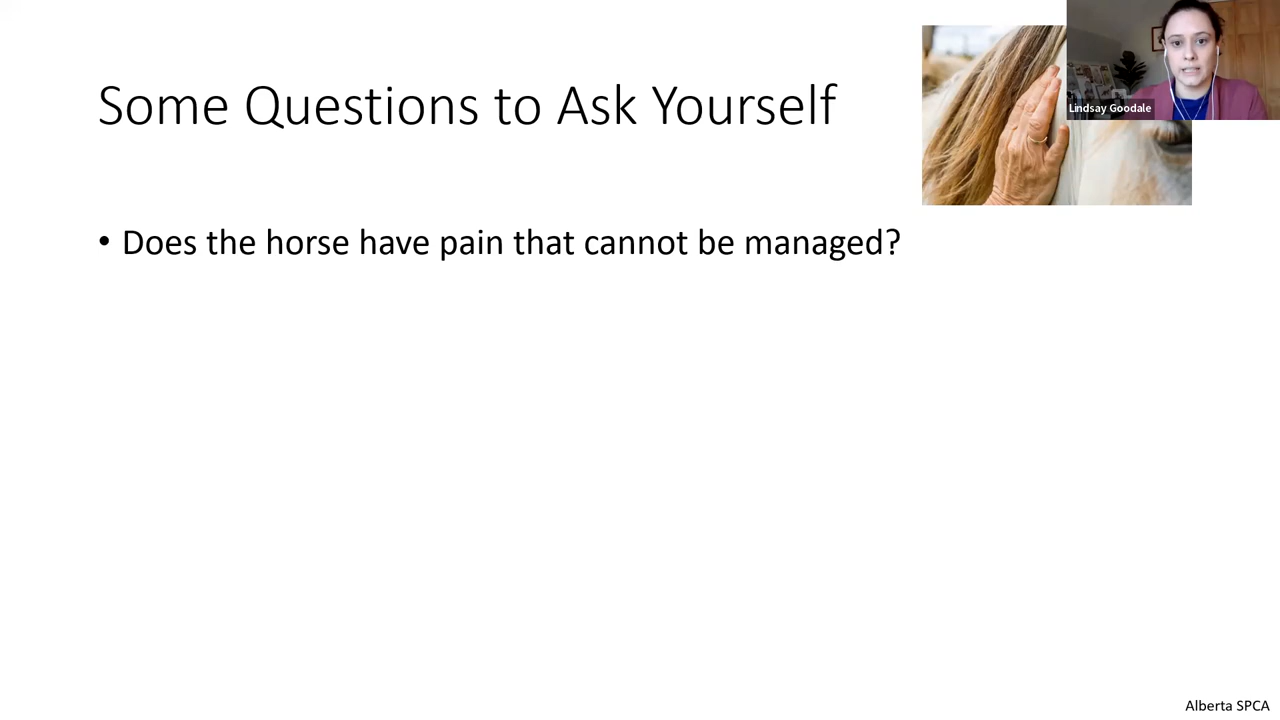 Some Questions to Ask Yourself
Lindsay Goodale
• Does the horse have pain that cannot be managed?
Alberta SPCA